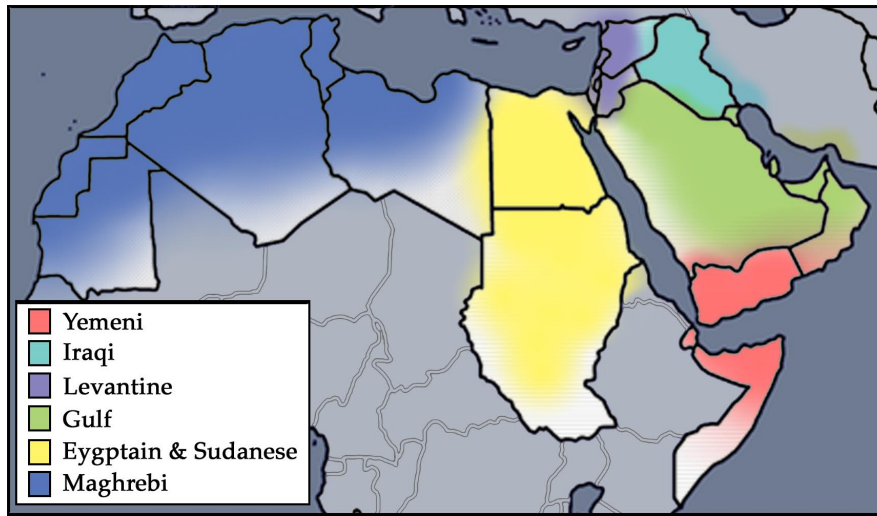 Yemeni
Iraqi
Levantine
Gulf
Eygptain & Sudanese
Maghrebi